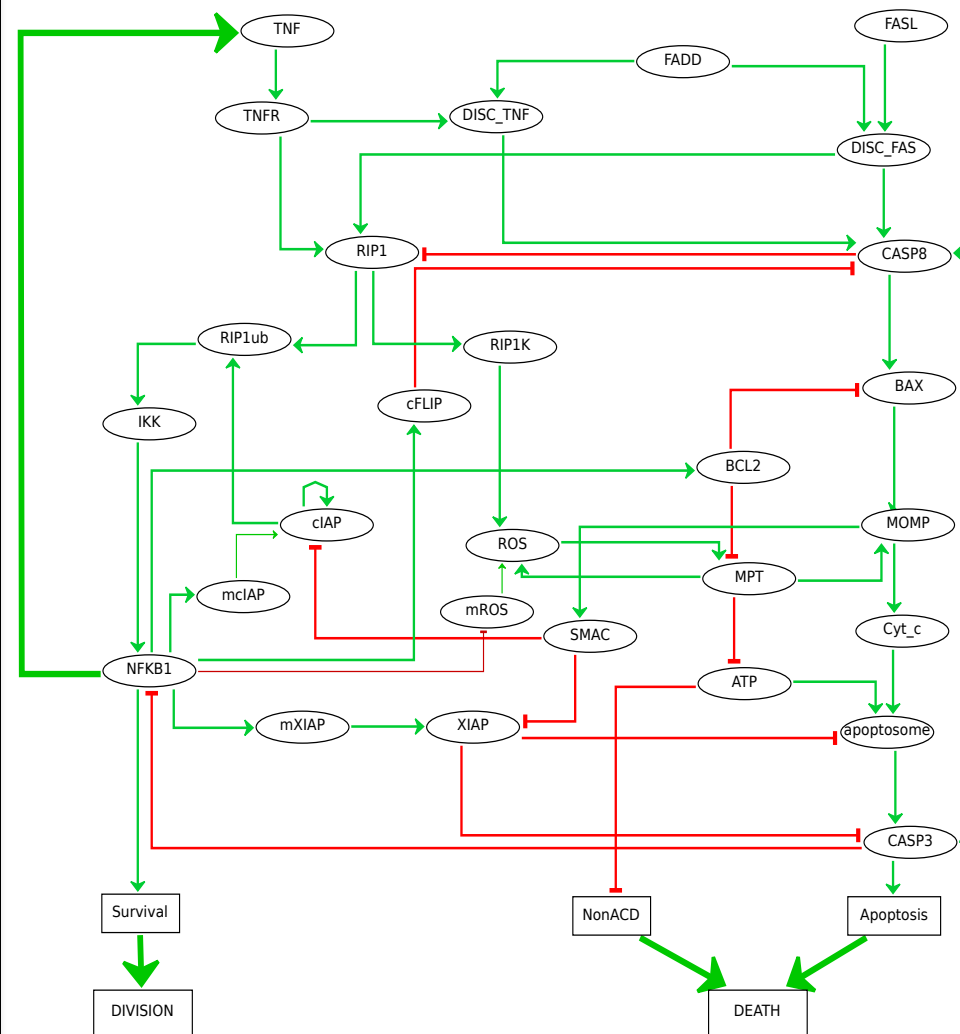 TNF
FASL
FADD
TNFR
DISC_TNF
DISC_FAS
RIP1
CASP8
RIP1ub
RIP1K
BAX
cFLIP
IKK
BCL2
cIAP
MOMP
ROS
MPT
mcIAP
mROS
Cyt_c
SMAC
NFKB1
ATP
mXIAP
XIAP
apoptosome
CASP3
Survival
NonACD
Apoptosis
DIVISION
DEATH